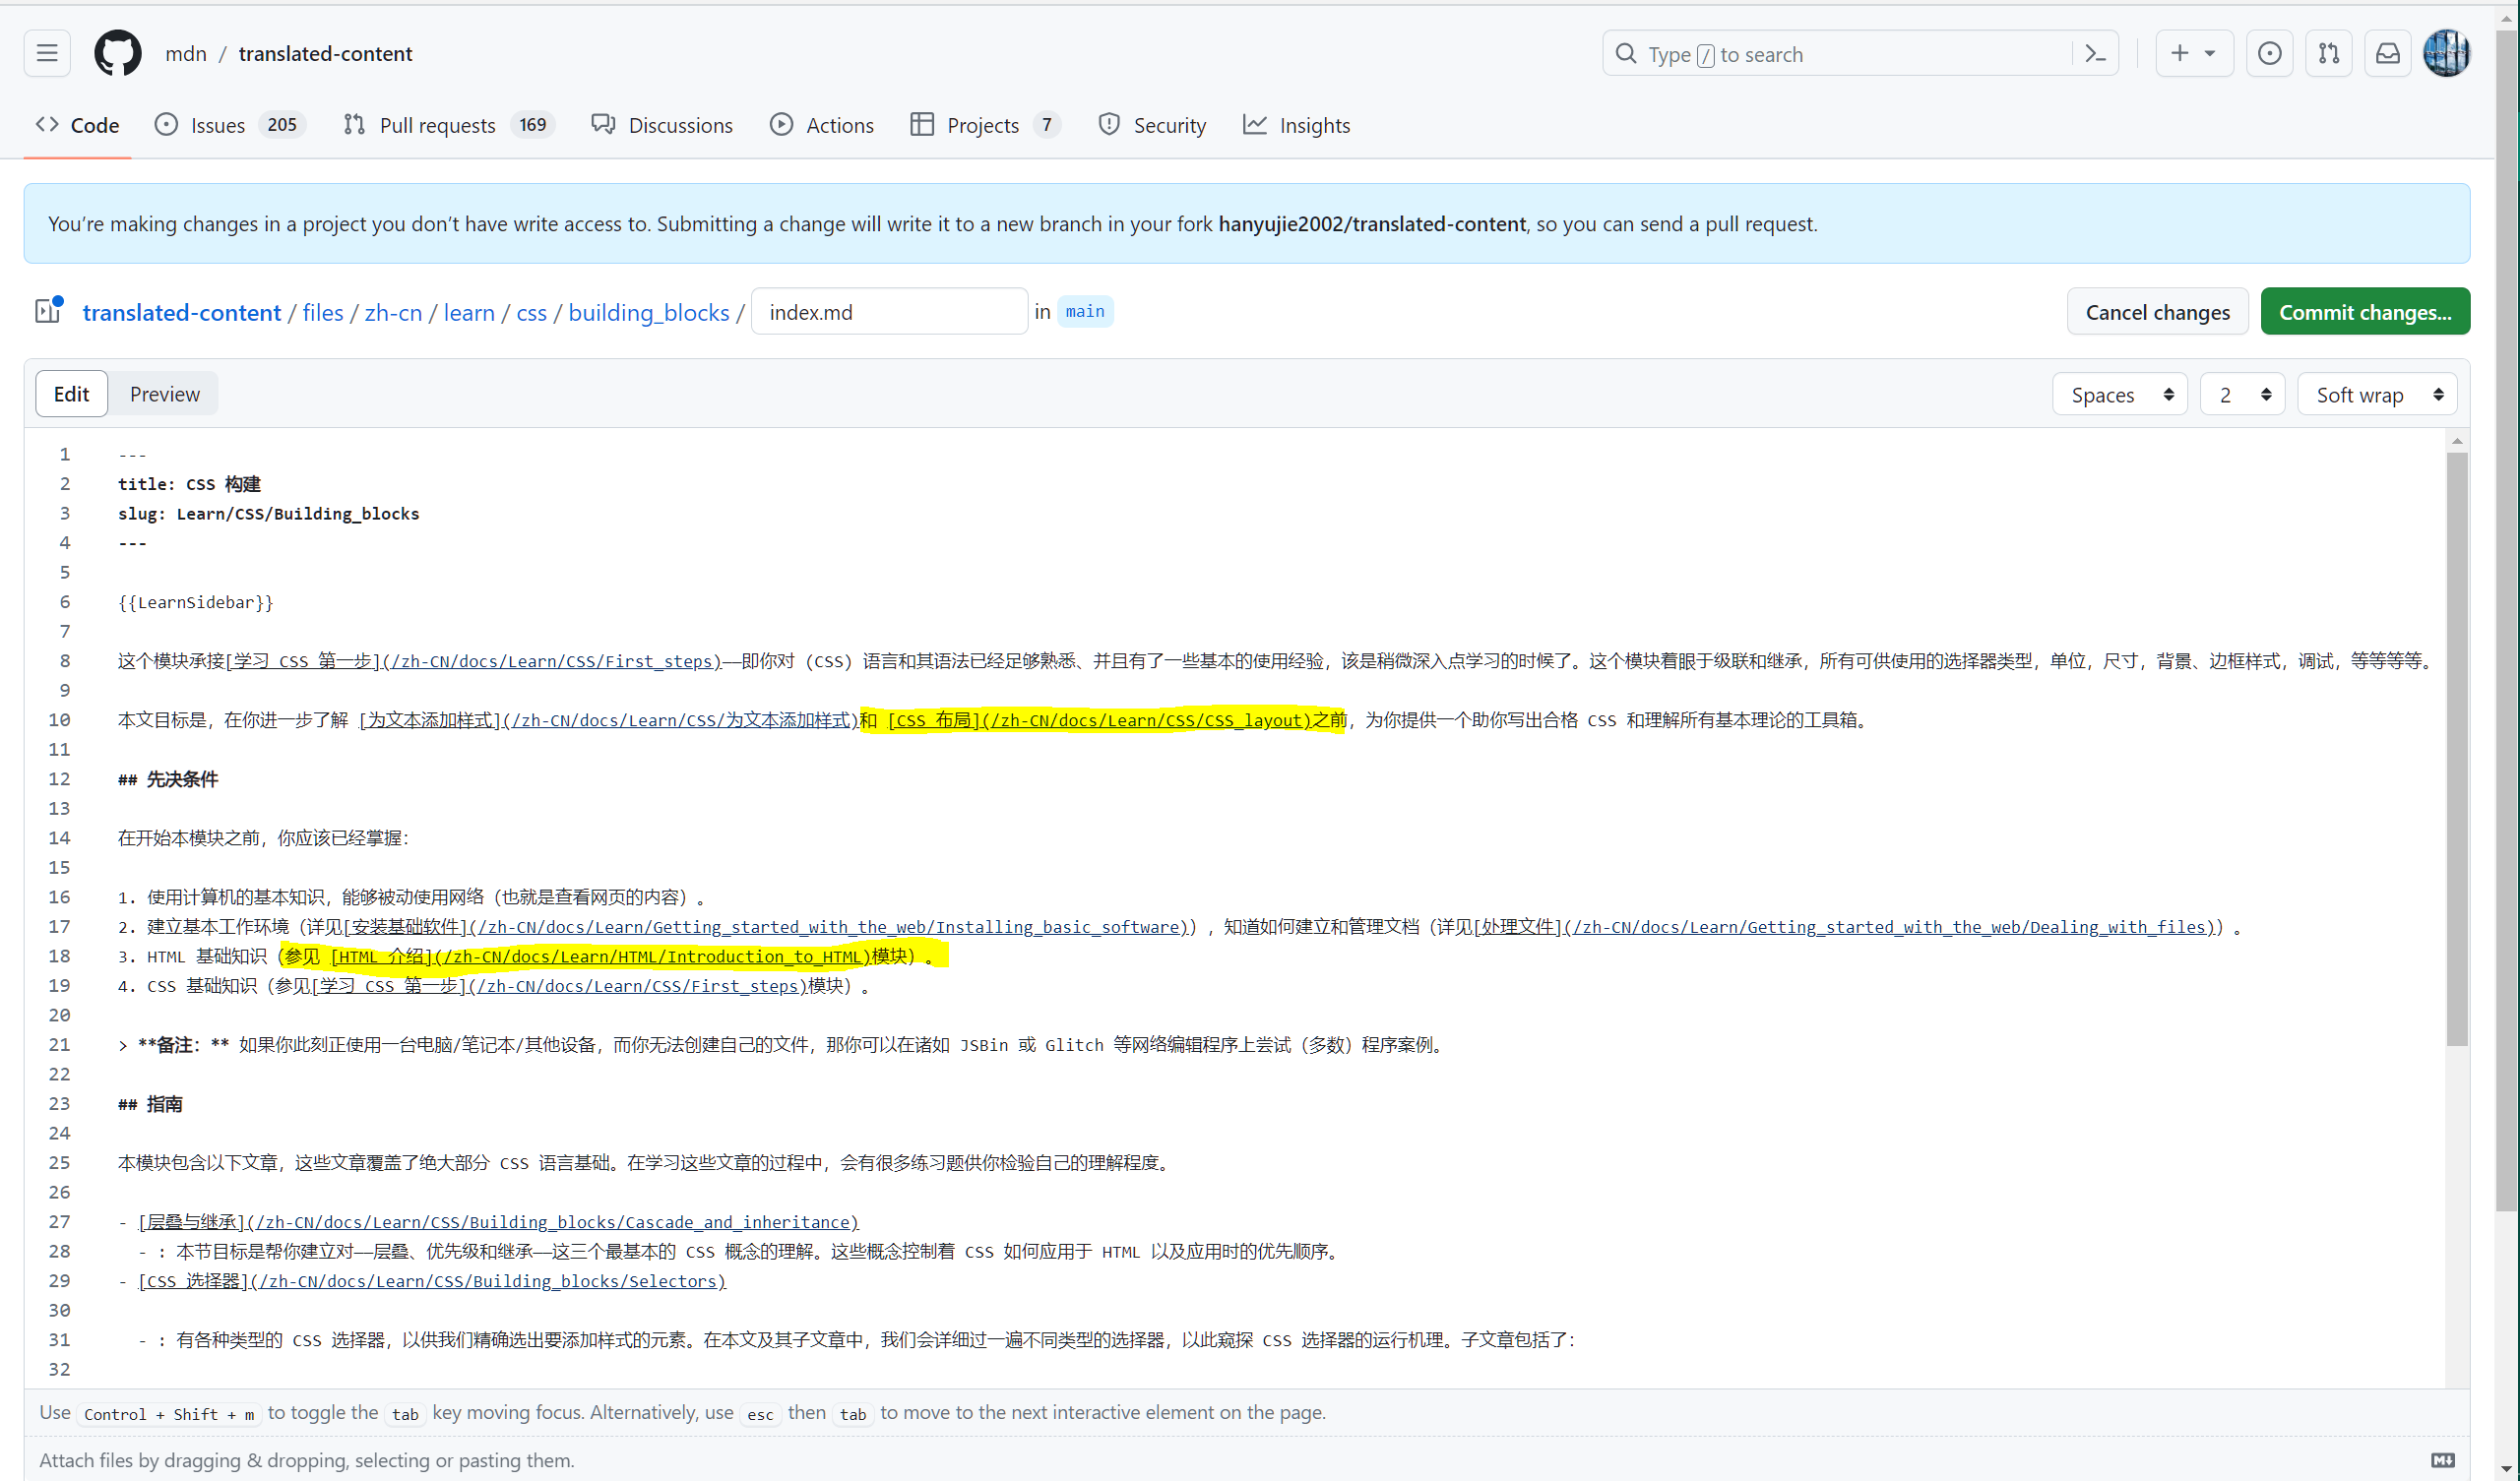 mdn / translated-content
Type / to search
Code
Issues 205
Pull requests 169
Discussions
Actions
Projects 7
Security
Insights
You’re making changes in a project you don’t have write access to. Submitting a change will write it to a new branch in your fork hanyujie2002/translated-content, so you can send a pull request.
translated-content / files / zh-cn / learn / css / building_blocks / index.md in main
Cancel changes
Commit changes...
Edit
Preview
Spaces
2
Soft wrap
1 ---
2 title: CSS 构建
3 slug: Learn/CSS/Building_blocks
4 ---
5
6 {{LearnSidebar}}
7
8 这个模块承接[学习 CSS 第一步](/zh-CN/docs/Learn/CSS/First_steps)——即你对 (CSS) 语言和其语法已经足够熟悉、并且有了一些基本的使用经验，该是稍微深入点学习的时候了。这个模块着眼于级联和继承，所有可供使用的选择器类型，单位，尺寸，背景、边框样式，调试，等等等等。
9
10 本文目标是，在你进一步了解 [为文本添加样式](/zh-CN/docs/Learn/CSS/为文本添加样式)和 [CSS 布局](/zh-CN/docs/Learn/CSS/CSS_layout)之前，为你提供一个助你写出合格 CSS 和理解所有基本理论的工具箱。
11
12 ## 先决条件
13
14 在开始本模块之前，你应该已经掌握：
15
16 1. 使用计算机的基本知识，能够被动使用网络（也就是查看网页的内容）。
17 2. 建立基本工作环境（详见[安装基础软件](/zh-CN/docs/Learn/Getting_started_with_the_web/Installing_basic_software)），知道如何建立和管理文档（详见[处理文件](/zh-CN/docs/Learn/Getting_started_with_the_web/Dealing_with_files)）。
18 3. HTML 基础知识（参见 [HTML 介绍](/zh-CN/docs/Learn/HTML/Introduction_to_HTML)模块）。
19 4. CSS 基础知识（参见[学习 CSS 第一步](/zh-CN/docs/Learn/CSS/First_steps)模块）。
20
21 > **备注：** 如果你此刻正使用一台电脑/笔记本/其他设备，而你无法创建自己的文件，那你可以在诸如 JSBin 或 Glitch 等网络编辑程序上尝试（多数）程序案例。
22
23 ## 指南
24
25 本模块包含以下文章，这些文章覆盖了绝大部分 CSS 语言基础。在学习这些文章的过程中，会有很多练习题供你检验自己的理解程度。
26
27 - [层叠与继承](/zh-CN/docs/Learn/CSS/Building_blocks/Cascade_and_inheritance)
28 - : 本节目标是帮你建立对——层叠、优先级和继承——这三个最基本的 CSS 概念的理解。这些概念控制着 CSS 如何应用于 HTML 以及应用时的优先顺序。
29 - [CSS 选择器](/zh-CN/docs/Learn/CSS/Building_blocks/Selectors)
30
31 - : 有各种类型的 CSS 选择器，以供我们精确选出要添加样式的元素。在本文及其子文章中，我们会详细过一遍不同类型的选择器，以此窥探 CSS 选择器的运行机理。子文章包括了：
32
Use Control + Shift + m to toggle the tab key moving focus. Alternatively, use esc then tab to move to the next interactive element on the page.
Attach files by dragging & dropping, selecting or pasting them.